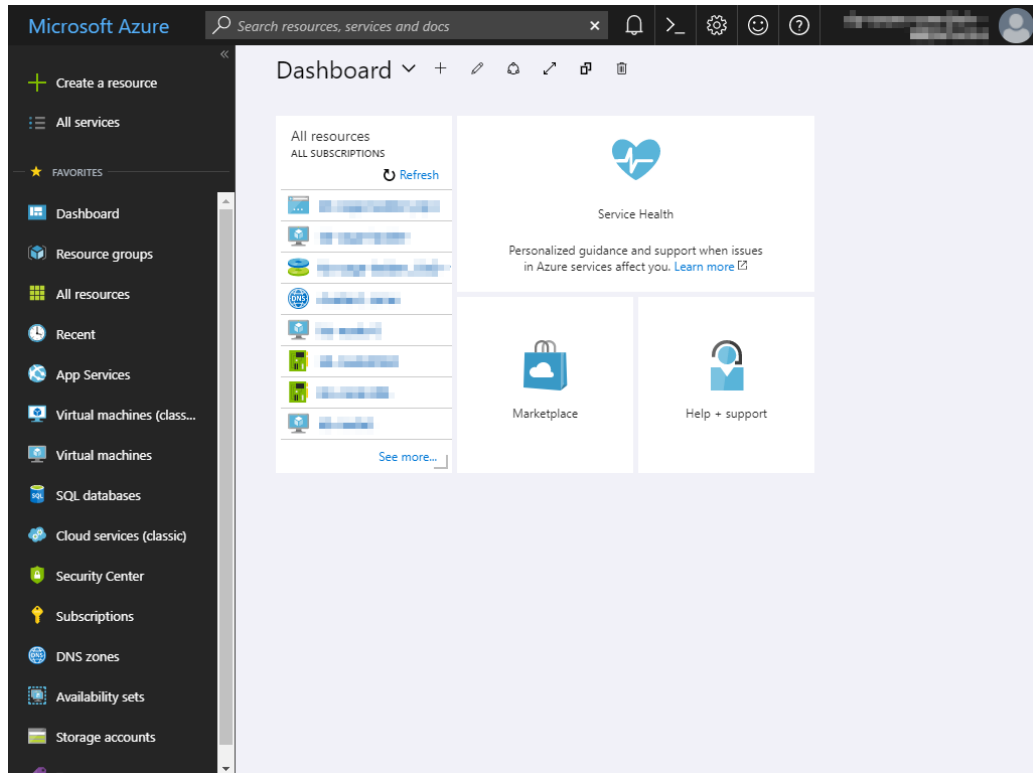 Microsoft Azure
Search resources, services and docs
Create a resource
All services
FAVORITES
Dashboard
Resource groups
All resources
Recent
App Services
Virtual machines (class...
Virtual machines
SQL databases
Cloud services (classic)
Security Center
Subscriptions
DNS zones
Availability sets
Storage accounts
Dashboard
All resources
ALL SUBSCRIPTIONS
Refresh
See more...
Service Health
Personalized guidance and support when issues
in Azure services affect you. Learn more
Marketplace
Help + support